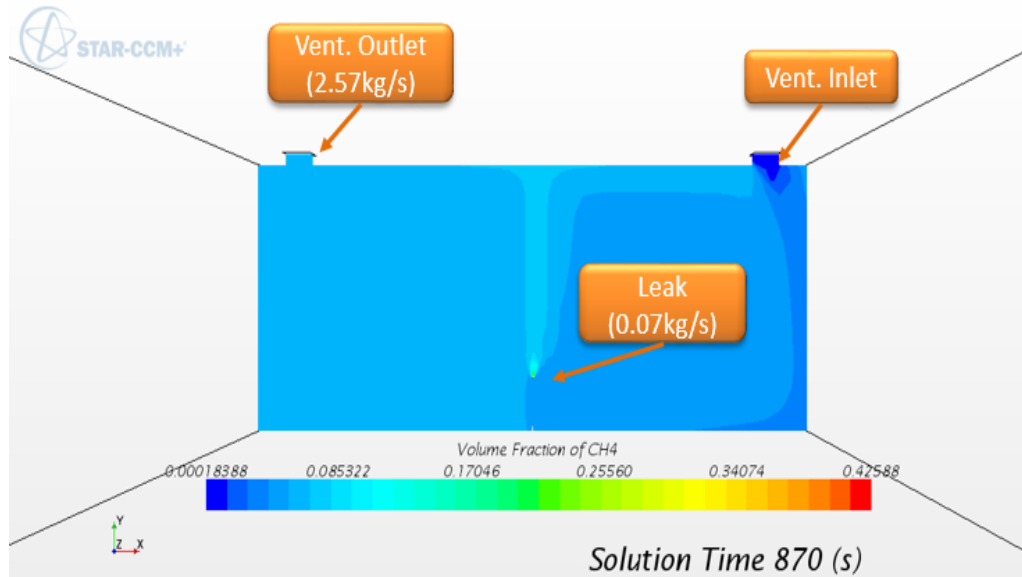 STAR-CCM+
Vent. Outlet
(2.57kg/s)
Vent. Inlet
Leak
(0.07kg/s)
Volume Fraction of CH4
0.00018388 0.085322 0.17046 0.25560 0.34074 0.42588
Y
Z X
Solution Time 870 (s)